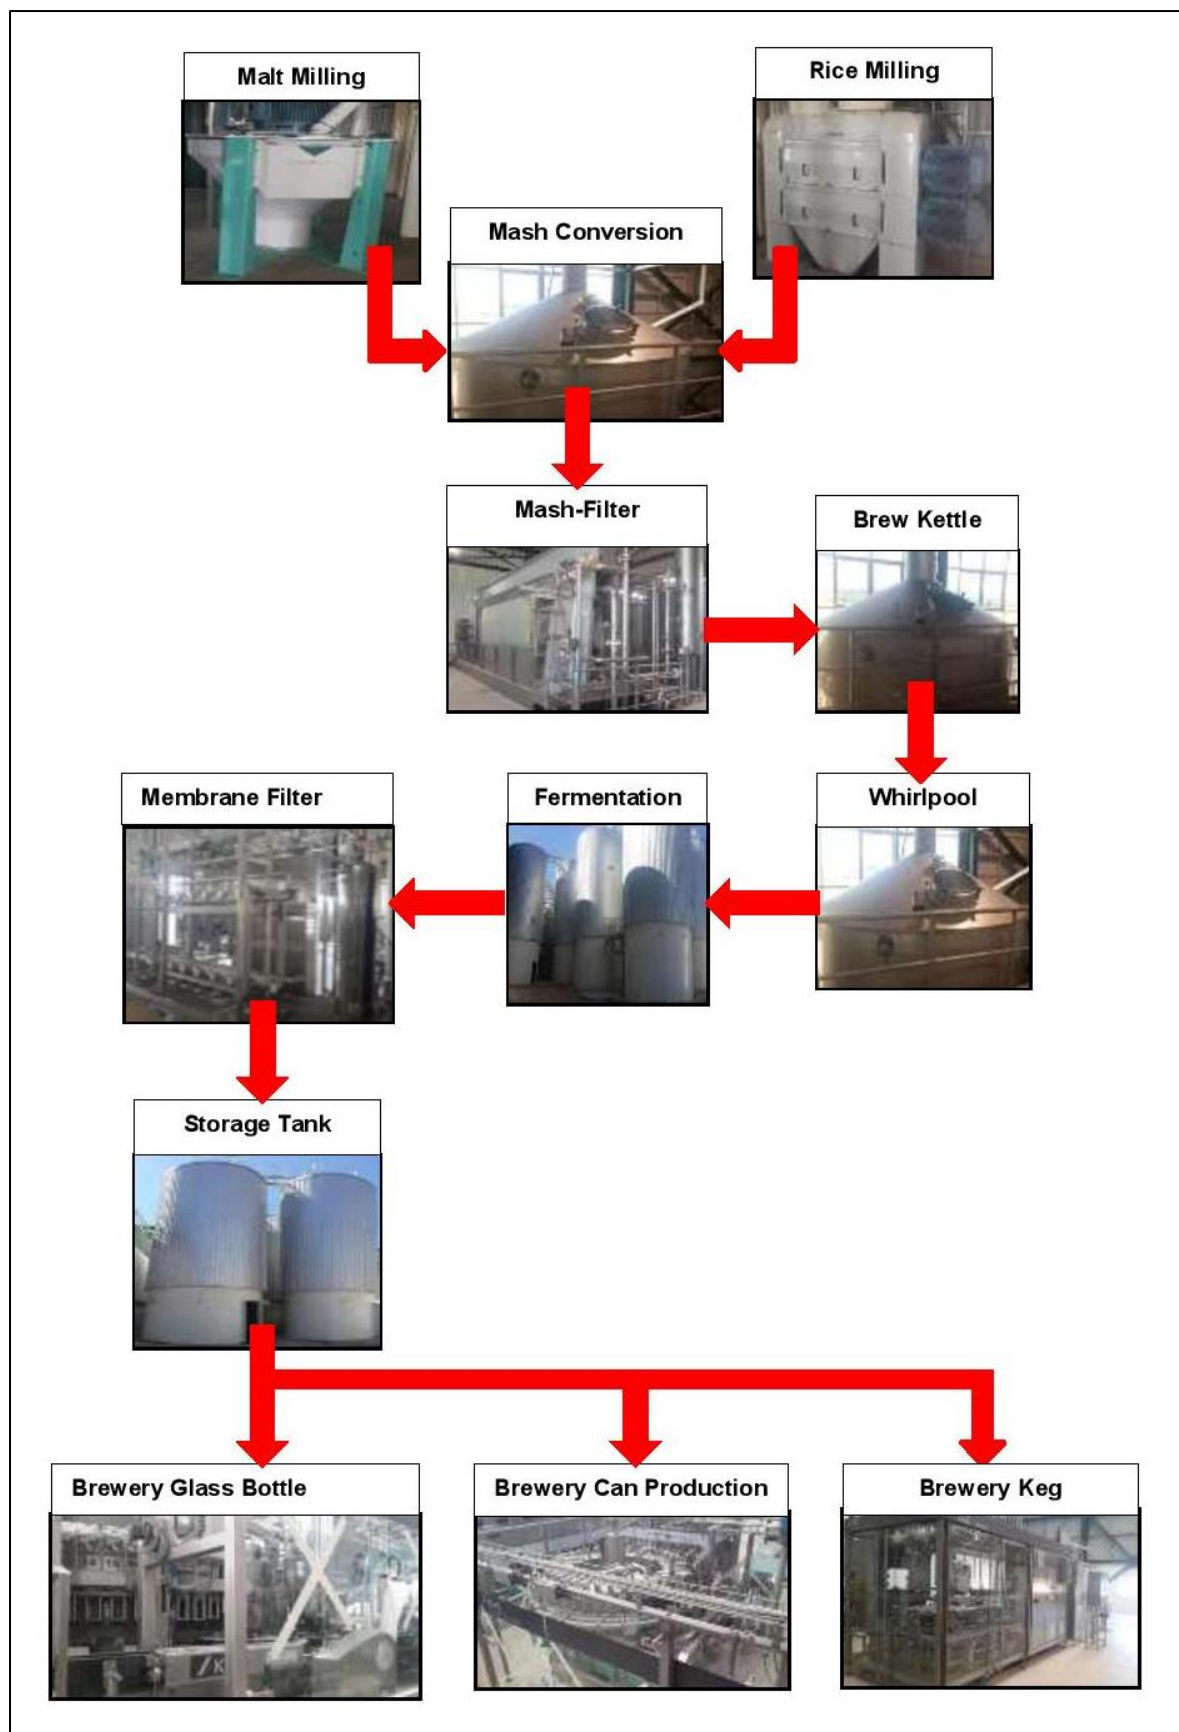 Malt Milling
Rice Milling
Mash Conversion
Mash-Filter
Brew Kettle
Membrane Filter
Fermentation
Whirlpool
Storage Tank
Brewery Glass Bottle
Brewery Can Production
Brewery Keg